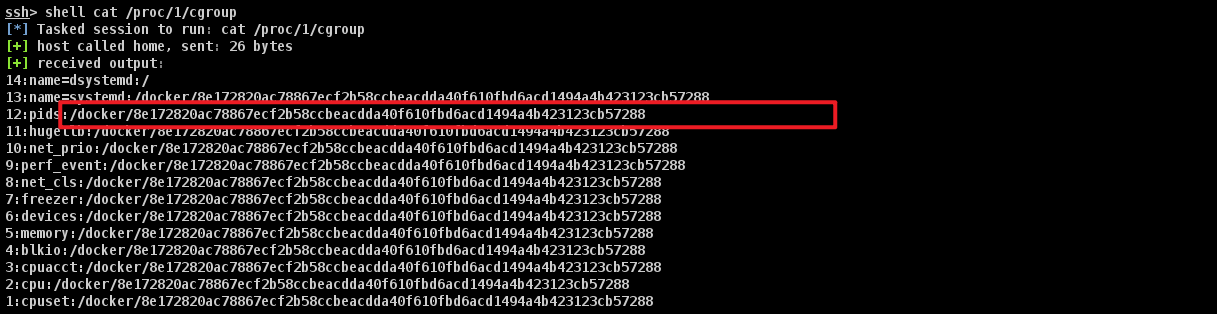 ssh> shell cat /proc/1/cgroup
[*] Tasked session to run: cat /proc/1/cgroup
[+] host called home, sent: 26 bytes
[+] received output:
14:name=dsystemd:/
13:name=systemd:/docker/8e172820ac78867ecf2b58ccbeacdda40f610fbd6acd1494a4b423123cb57288
12:pids:/docker/8e172820ac78867ecf2b58ccbeacdda40f610fbd6acd1494a4b423123cb57288
11:hugetlb:/docker/8e172820ac78867ecf2b58ccbeacdda40f610fbd6acd1494a4b423123cb57288
10:net_prio:/docker/8e172820ac78867ecf2b58ccbeacdda40f610fbd6acd1494a4b423123cb57288
9:perf_event:/docker/8e172820ac78867ecf2b58ccbeacdda40f610fbd6acd1494a4b423123cb57288
8:net_cls:/docker/8e172820ac78867ecf2b58ccbeacdda40f610fbd6acd1494a4b423123cb57288
7:freezer:/docker/8e172820ac78867ecf2b58ccbeacdda40f610fbd6acd1494a4b423123cb57288
6:devices:/docker/8e172820ac78867ecf2b58ccbeacdda40f610fbd6acd1494a4b423123cb57288
5:memory:/docker/8e172820ac78867ecf2b58ccbeacdda40f610fbd6acd1494a4b423123cb57288
4:blkio:/docker/8e172820ac78867ecf2b58ccbeacdda40f610fbd6acd1494a4b423123cb57288
3:cpuacct:/docker/8e172820ac78867ecf2b58ccbeacdda40f610fbd6acd1494a4b423123cb57288
2:cpu:/docker/8e172820ac78867ecf2b58ccbeacdda40f610fbd6acd1494a4b423123cb57288
1:cpuset:/docker/8e172820ac78867ecf2b58ccbeacdda40f610fbd6acd1494a4b423123cb57288